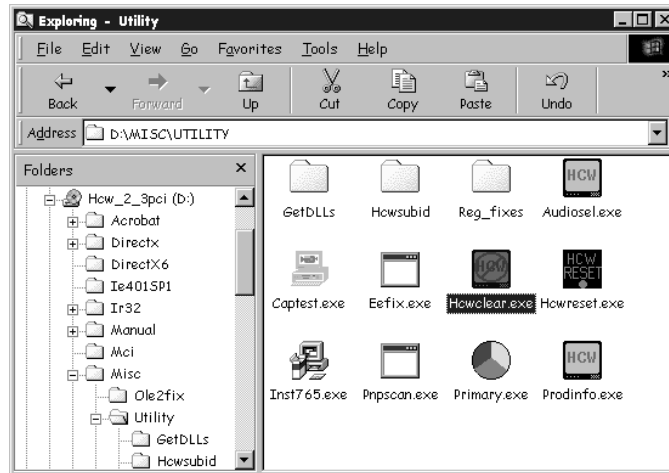 Exploring - Utility
File Edit View Go Favorites Tools Help
Back Forward Up Cut Copy Paste Undo »
Address D:\MISC\UTILITY
Folders
Hcw_2_3pci (D:)
Acrobat
Directx
DirectX6
Ie401SP1
Ir32
Manual
Mci
Misc
Ole2fix
Utility
GetDLLs
Hcwsubid
GetDLLs Hcwsubid Reg_fixes Audiosel.exe
HCW
Captest.exe Eefix.exe Hcwclear.exe Hcwreset.exe
HCW
HCW RESET
Inst765.exe Pnpscan.exe Primary.exe Prodinfo.exe
HCW